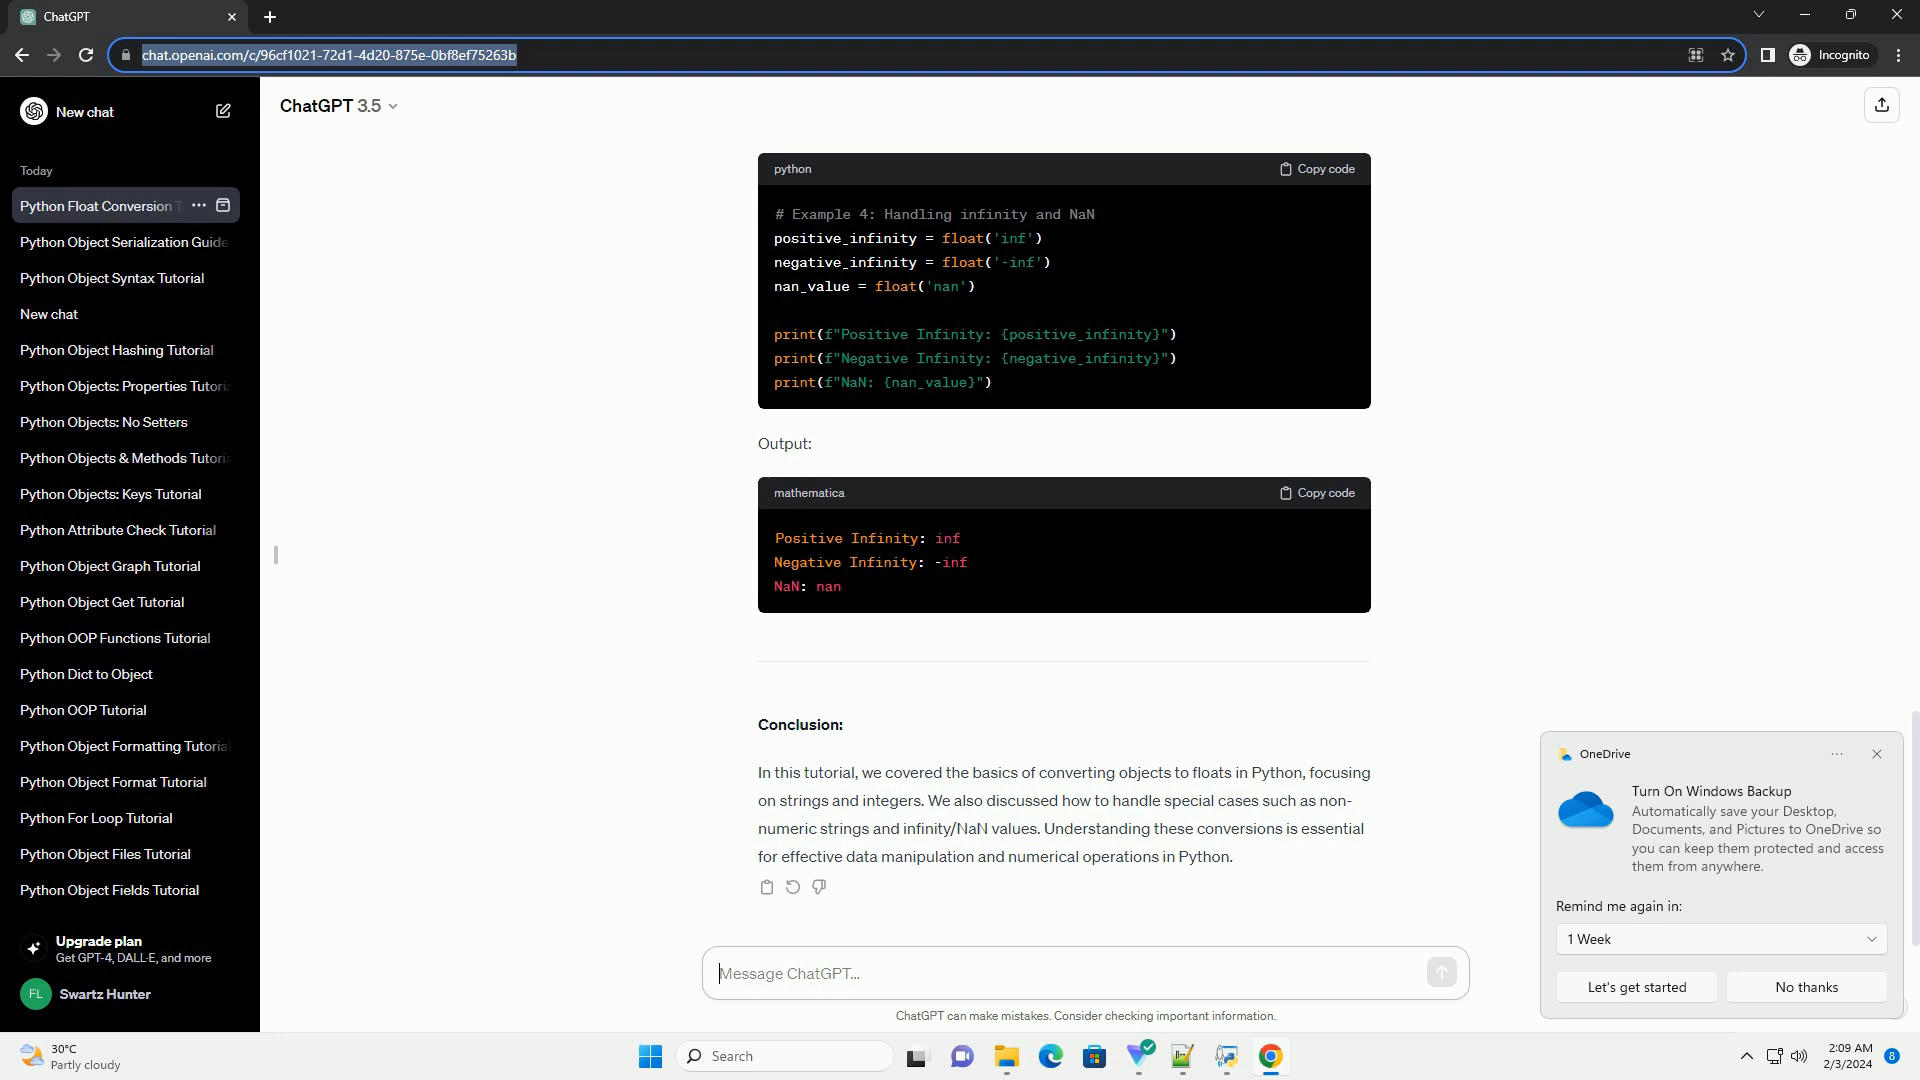 ChatGPT
chat.openai.com/c/96cf1021-72d1-4d20-875e-0bf8ef75263b
Incognito
New chat
Today
Python Float Conversion T
Python Object Serialization Guide
Python Object Syntax Tutorial
New chat
Python Object Hashing Tutorial
Python Objects: Properties Tutoria
Python Objects: No Setters
Python Objects & Methods Tutoria
Python Objects: Keys Tutorial
Python Attribute Check Tutorial
Python Object Graph Tutorial
Python Object Get Tutorial
Python OOP Functions Tutorial
Python Dict to Object
Python OOP Tutorial
Python Object Formatting Tutorial
Python Object Format Tutorial
Python For Loop Tutorial
Python Object Files Tutorial
Python Object Fields Tutorial
Upgrade plan
Get GPT-4, DALL·E, and more
FL Swartz Hunter
ChatGPT 3.5
python Copy code
# Example 4: Handling infinity and NaN
positive_infinity = float('inf')
negative_infinity = float('-inf')
nan_value = float('nan')
print(f"Positive Infinity: {positive_infinity}")
print(f"Negative Infinity: {negative_infinity}")
print(f"NaN: {nan_value}")
Output:
mathematica Copy code
Positive Infinity: inf
Negative Infinity: -inf
NaN: nan
Conclusion:
In this tutorial, we covered the basics of converting objects to floats in Python, focusing
on strings and integers. We also discussed how to handle special cases such as non-
numeric strings and infinity/NaN values. Understanding these conversions is essential
for effective data manipulation and numerical operations in Python.
Message ChatGPT...
ChatGPT can make mistakes. Consider checking important information.
OneDrive
Turn On Windows Backup
Automatically save your Desktop,
Documents, and Pictures to OneDrive so
you can keep them protected and access
them from anywhere.
Remind me again in:
1 Week
Let's get started No thanks
30°C
Partly cloudy
Search
2:09 AM
2/3/2024
8